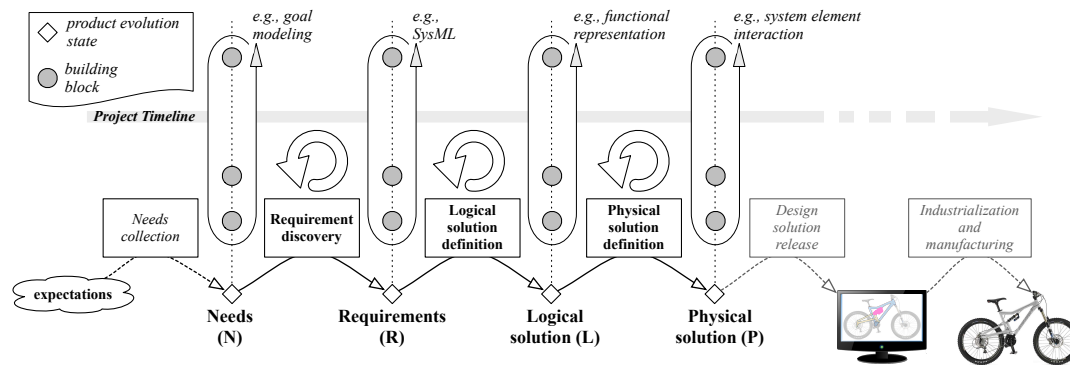 product evolution
state
building
block
Project Timeline
e.g., goal
modeling
e.g.,
SysML
e.g., functional
representation
e.g., system element
interaction
Needs
collection
Requirement
discovery
Logical
solution
definition
Physical
solution
definition
Design
solution
release
Industrialization
and
manufacturing
expectations
Needs
(N)
Requirements
(R)
Logical
solution (L)
Physical
solution (P)